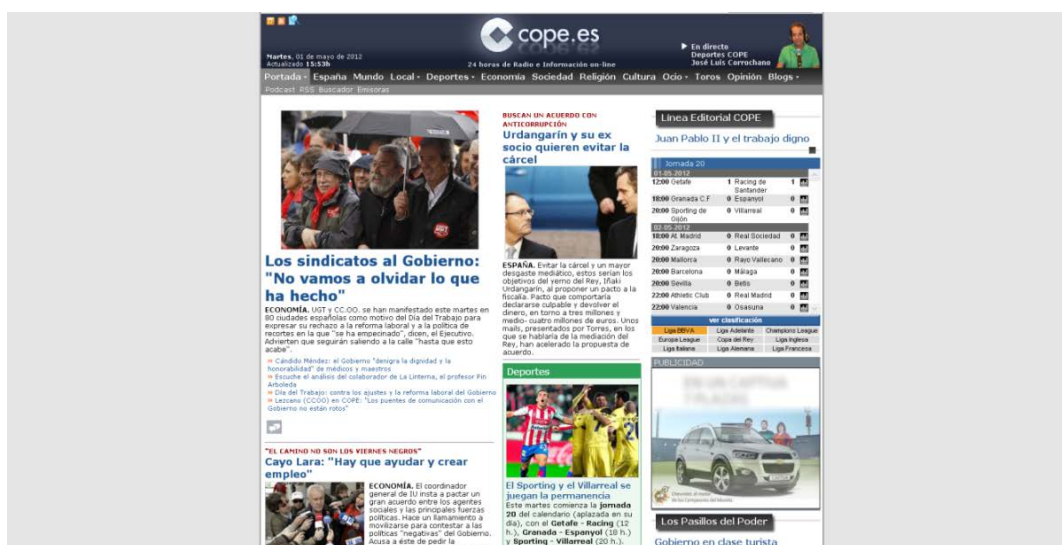 cope.es
Martes, 01 de mayo de 2012
Actualizado 15:53h
24 horas de Radio e Información on-line
En directo
Deportes COPE
José Luis Corrochano
Portada España Mundo Local Deportes Economía Sociedad Religión Cultura Ocio Toros Opinión Blogs
Podcast RSS Buscador Emisoras
Los sindicatos al Gobierno:
"No vamos a olvidar lo que
ha hecho"
ECONOMÍA. UGT y CC.OO. se han manifestado este martes en
80 ciudades españolas como motivo del Día del Trabajo para
expresar su rechazo a la reforma laboral y a la política de
recortes en la que "se ha empecinado", dicen, el Ejecutivo.
Advierten que seguirán saliendo a la calle "hasta que esto
acabe".
» Cándido Méndez: el Gobierno "denigra la dignidad y la
honorabilidad" de médicos y maestros
» Escuche el análisis del colaborador de La Linterna, el profesor Fin
Arboleda
» Día del Trabajo: contra los ajustes y la reforma laboral del Gobierno
» Lezcano (CCOO) en COPE: "Los puentes de comunicación con el
Gobierno no están rotos"
"EL CAMINO NO SON LOS VIERNES NEGROS"
Cayo Lara: "Hay que ayudar y crear
empleo"
ECONOMÍA. El coordinador
general de IU insta a pactar un
gran acuerdo entre los agentes
sociales y las principales fuerzas
políticas. Hace un llamamiento a
movilizarse para contestar a las
políticas "negativas" del Gobierno.
Acusa a éste de pedir la
BUSCAN UN ACUERDO CON
ANTICORRUPCIÓN
Urdangarín y su ex
socio quieren evitar la
cárcel
ESPAÑA. Evitar la cárcel y un mayor
desgaste mediático, estos serían los
objetivos del yerno del Rey, Iñaki
Urdangarin, al proponer un pacto a la
fiscalía. Pacto que comportaría
declararse culpable y devolver el
dinero, en torno a tres millones y
medio- cuatro millones de euros. Unos
mails, presentados por Torres, en los
que se hablaría de la mediación del
Rey, han acelerado la propuesta de
acuerdo.
Deportes
El Sporting y el Villarreal se
juegan la permanencia
Este martes comienza la jornada
20 del calendario (aplazada en su
día), con el Getafe - Racing (12
h.), Granada - Espanyol (18 h.)
y Sporting - Villarreal (20 h.).
Línea Editorial COPE
Juan Pablo II y el trabajo digno
Jornada 20
01-05-2012
12:00 Getafe 1 Racing de Santander 1
18:00 Granada C.F 0 Espanyol 0
20:00 Sporting de Gijón 0 Villarreal 0
02-05-2012
18:00 At. Madrid 0 Real Sociedad 0
20:00 Zaragoza 0 Levante 0
20:00 Mallorca 0 Rayo Vallecano 0
20:00 Barcelona 0 Málaga 0
20:00 Sevilla 0 Betis 0
22:00 Athletic Club 0 Real Madrid 0
22:00 Valencia 0 Osasuna 0
ver clasificación
Liga BBVA Liga Adelante Champions League
Europa League Copa del Rey Liga Inglesa
Liga Italiana Liga Alemana Liga Francesa
PUBLICIDAD
Los Pasillos del Poder
Gobierno en clase turista